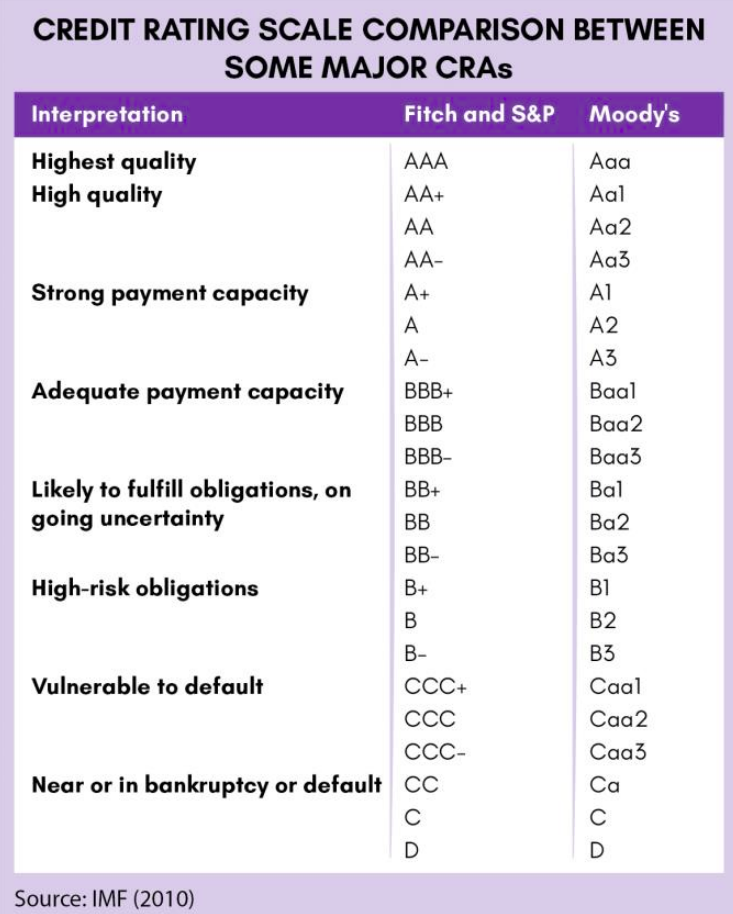 CREDIT RATING SCALE COMPARISON BETWEEN
SOME MAJOR CRAs
Interpretation Fitch and S&P Moody's
Highest quality AAA Aaa
High quality AA+ Aa1
AA Aa2
AA- Aa3
Strong payment capacity A+ A1
A A2
A- A3
Adequate payment capacity BBB+ Baa1
BBB Baa2
BBB- Baa3
Likely to fulfill obligations, on BB+ Ba1
going uncertainty BB Ba2
BB- Ba3
High-risk obligations B+ B1
B B2
B- B3
Vulnerable to default CCC+ Caa1
CCC Caa2
CCC- Caa3
Near or in bankruptcy or default CC Ca
C C
D D
Source: IMF (2010)